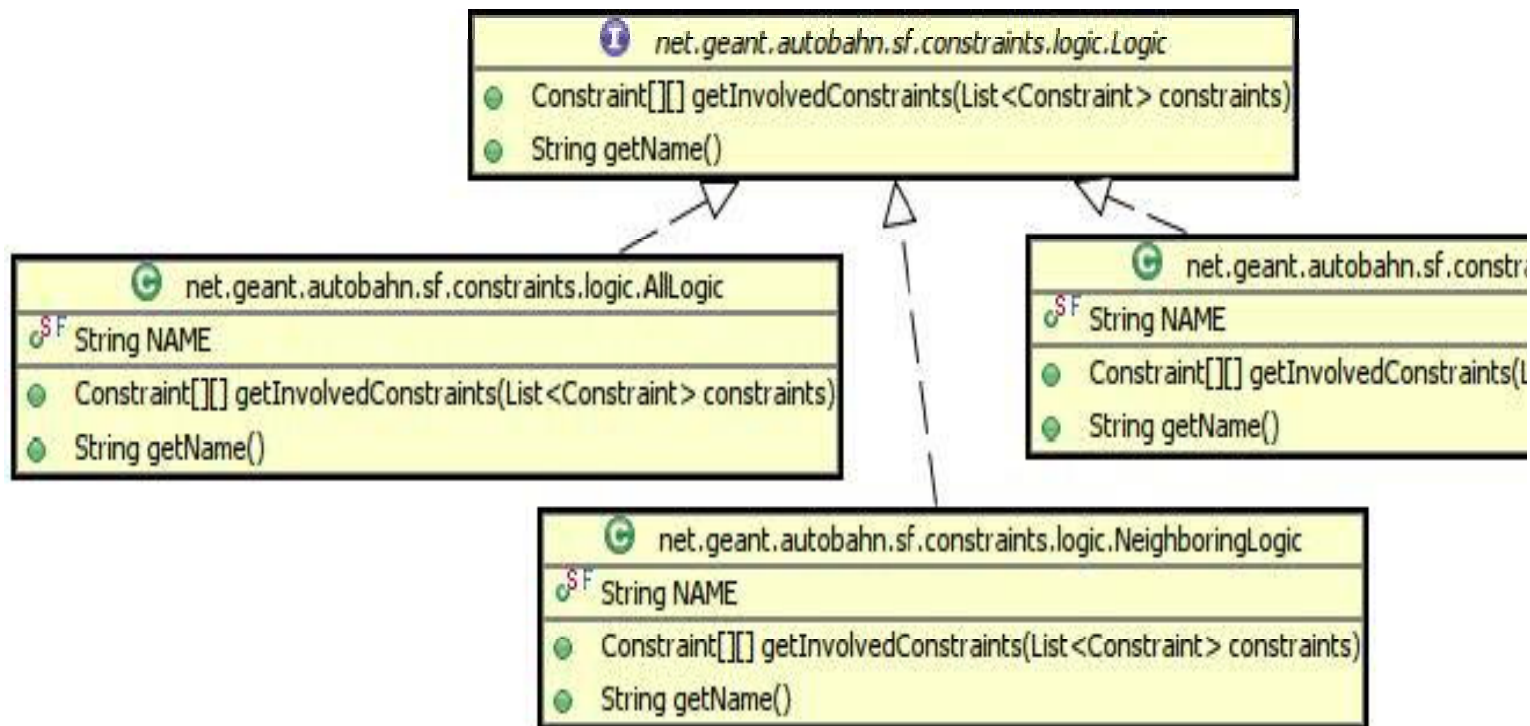 I net.geant.autobahn.sf.constraints.logic.Logic
Constraint[][] getInvolvedConstraints(List<Constraint> constraints)
String getName()
C net.geant.autobahn.sf.constraints.logic.AllLogic
S F String NAME
Constraint[][] getInvolvedConstraints(List<Constraint> constraints)
String getName()
C net.geant.autobahn.sf.constra
S F String NAME
Constraint[][] getInvolvedConstraints(L
String getName()
C net.geant.autobahn.sf.constraints.logic.NeighboringLogic
S F String NAME
Constraint[][] getInvolvedConstraints(List<Constraint> constraints)
String getName()